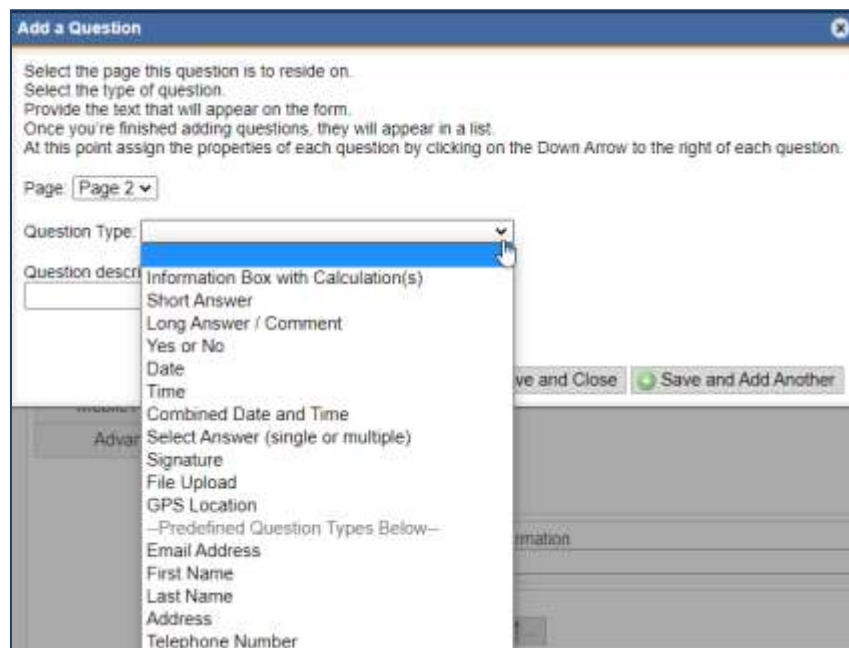 Add a Question
Select the page this question is to reside on.
Select the type of question.
Provide the text that will appear on the form.
Once you're finished adding questions, they will appear in a list.
At this point assign the properties of each question by clicking on the Down Arrow to the right of each question.
Page: Page 2
Question Type:
Question descri
Information Box with Calculation(s)
Short Answer
Long Answer / Comment
Yes or No
Date
Time
Combined Date and Time
Select Answer (single or multiple)
Signature
File Upload
GPS Location
--Predefined Question Types Below--
Email Address
First Name
Last Name
Address
Telephone Number
ve and Close
Save and Add Another
Advan
rmation